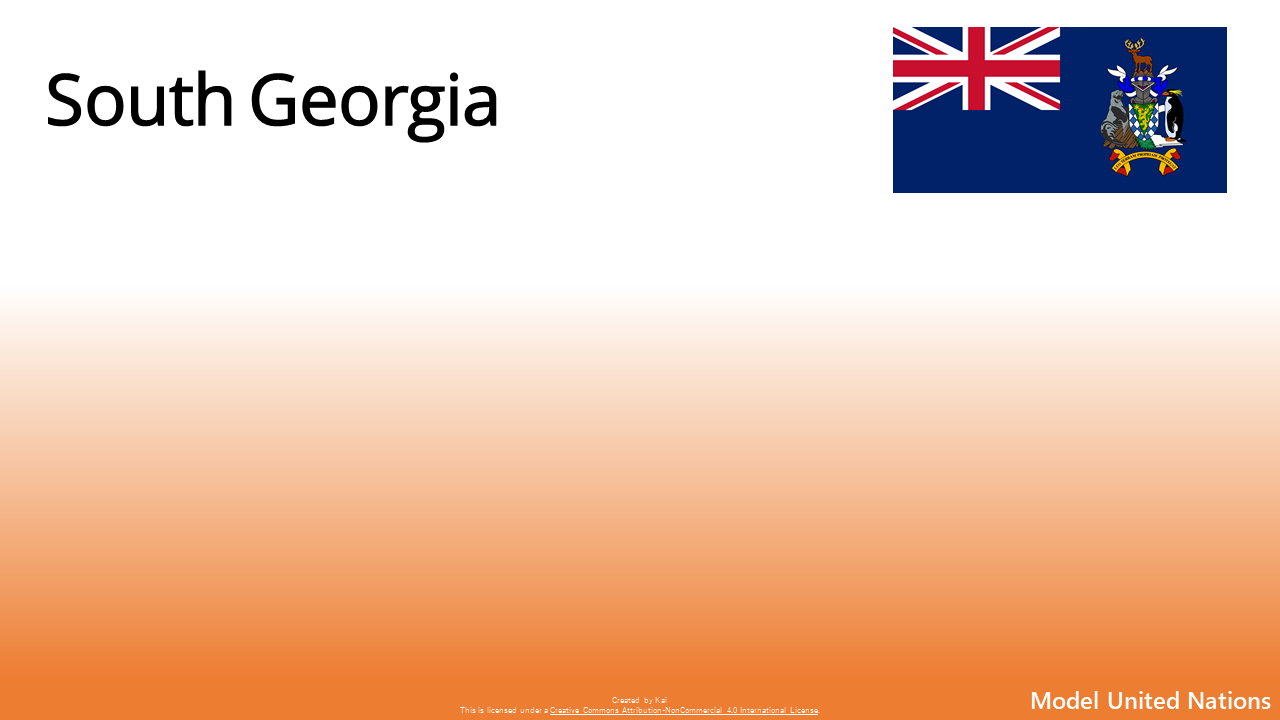 South Georgia
Created by Kai
This is licensed under a Creative Commons Attribution-NonCommercial 4.0 International License.
Model United Nations